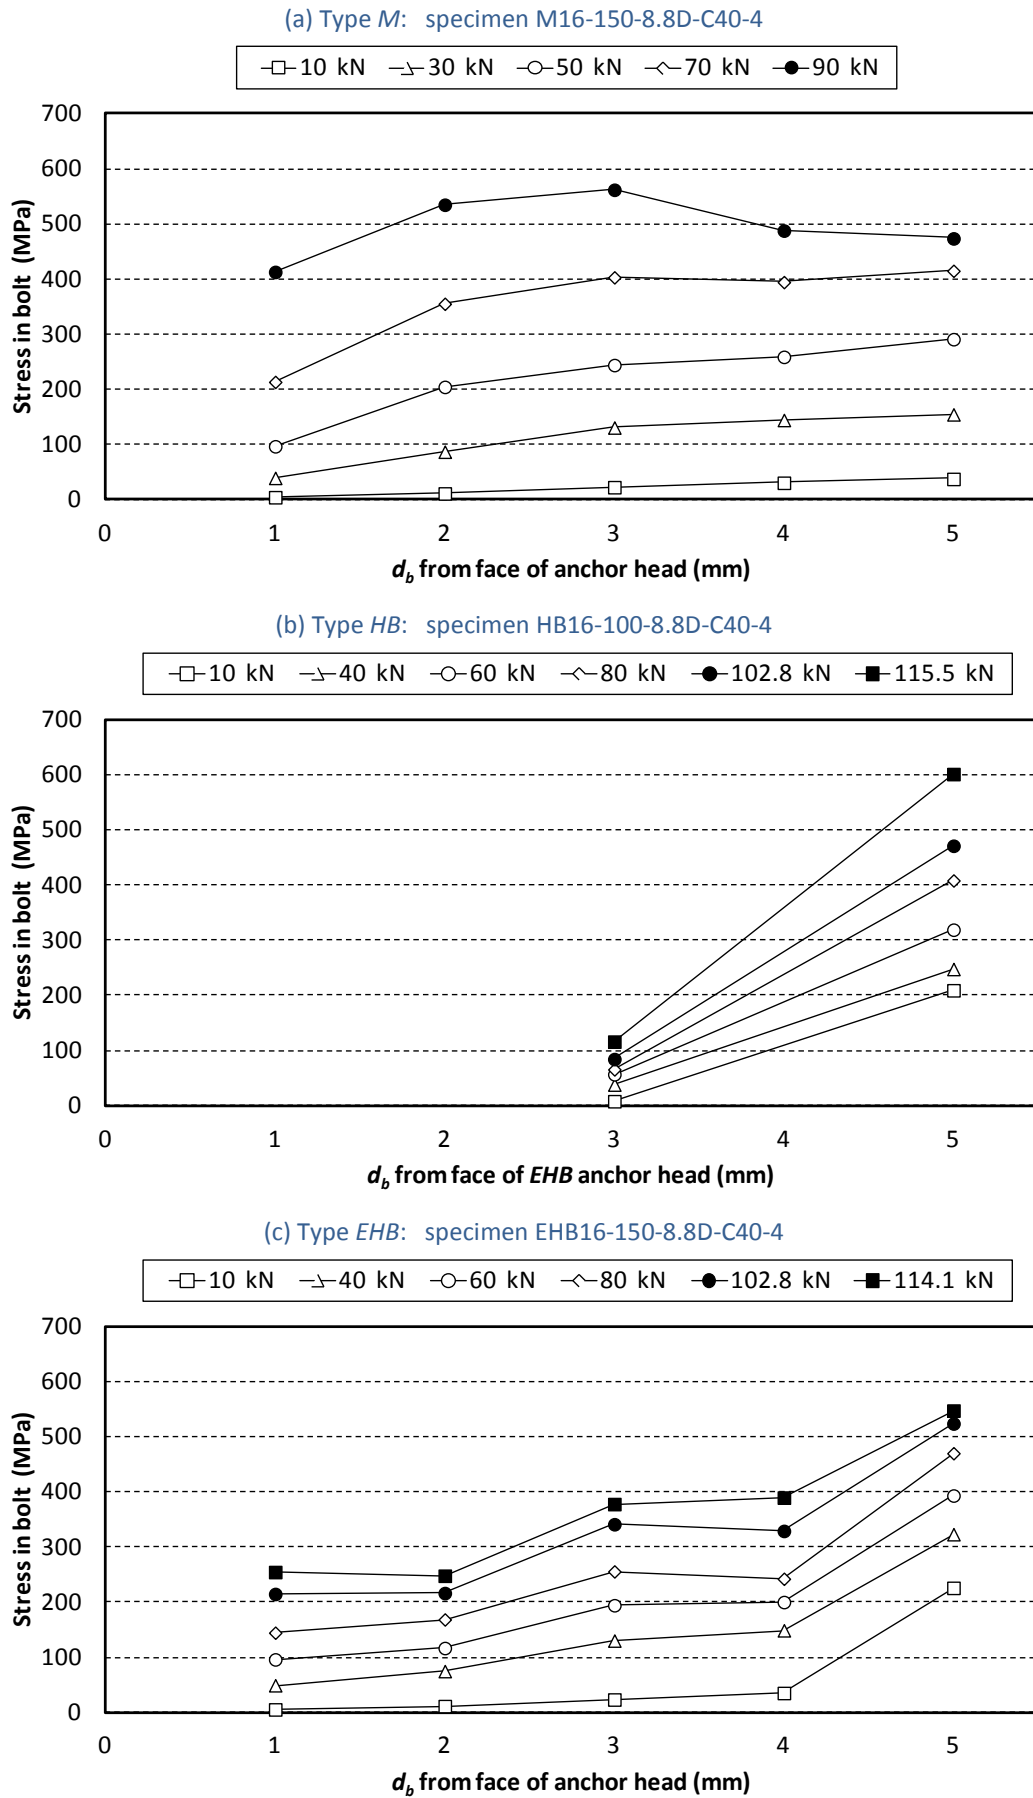 (a) Type M: specimen M16-150-8.8D-C40-4
10 kN 30 kN 50 kN 70 kN 90 kN
700
600
500
400
300
200
100
0
Stress in bolt (MPa)
0 1 2 3 4 5
d_b from face of anchor head (mm)
(b) Type HB: specimen HB16-100-8.8D-C40-4
10 kN 40 kN 60 kN 80 kN 102.8 kN 115.5 kN
700
600
500
400
300
200
100
0
Stress in bolt (MPa)
0 1 2 3 4 5
d_b from face of EHB anchor head (mm)
(c) Type EHB: specimen EHB16-150-8.8D-C40-4
10 kN 40 kN 60 kN 80 kN 102.8 kN 114.1 kN
700
600
500
400
300
200
100
0
Stress in bolt (MPa)
0 1 2 3 4 5
d_b from face of anchor head (mm)